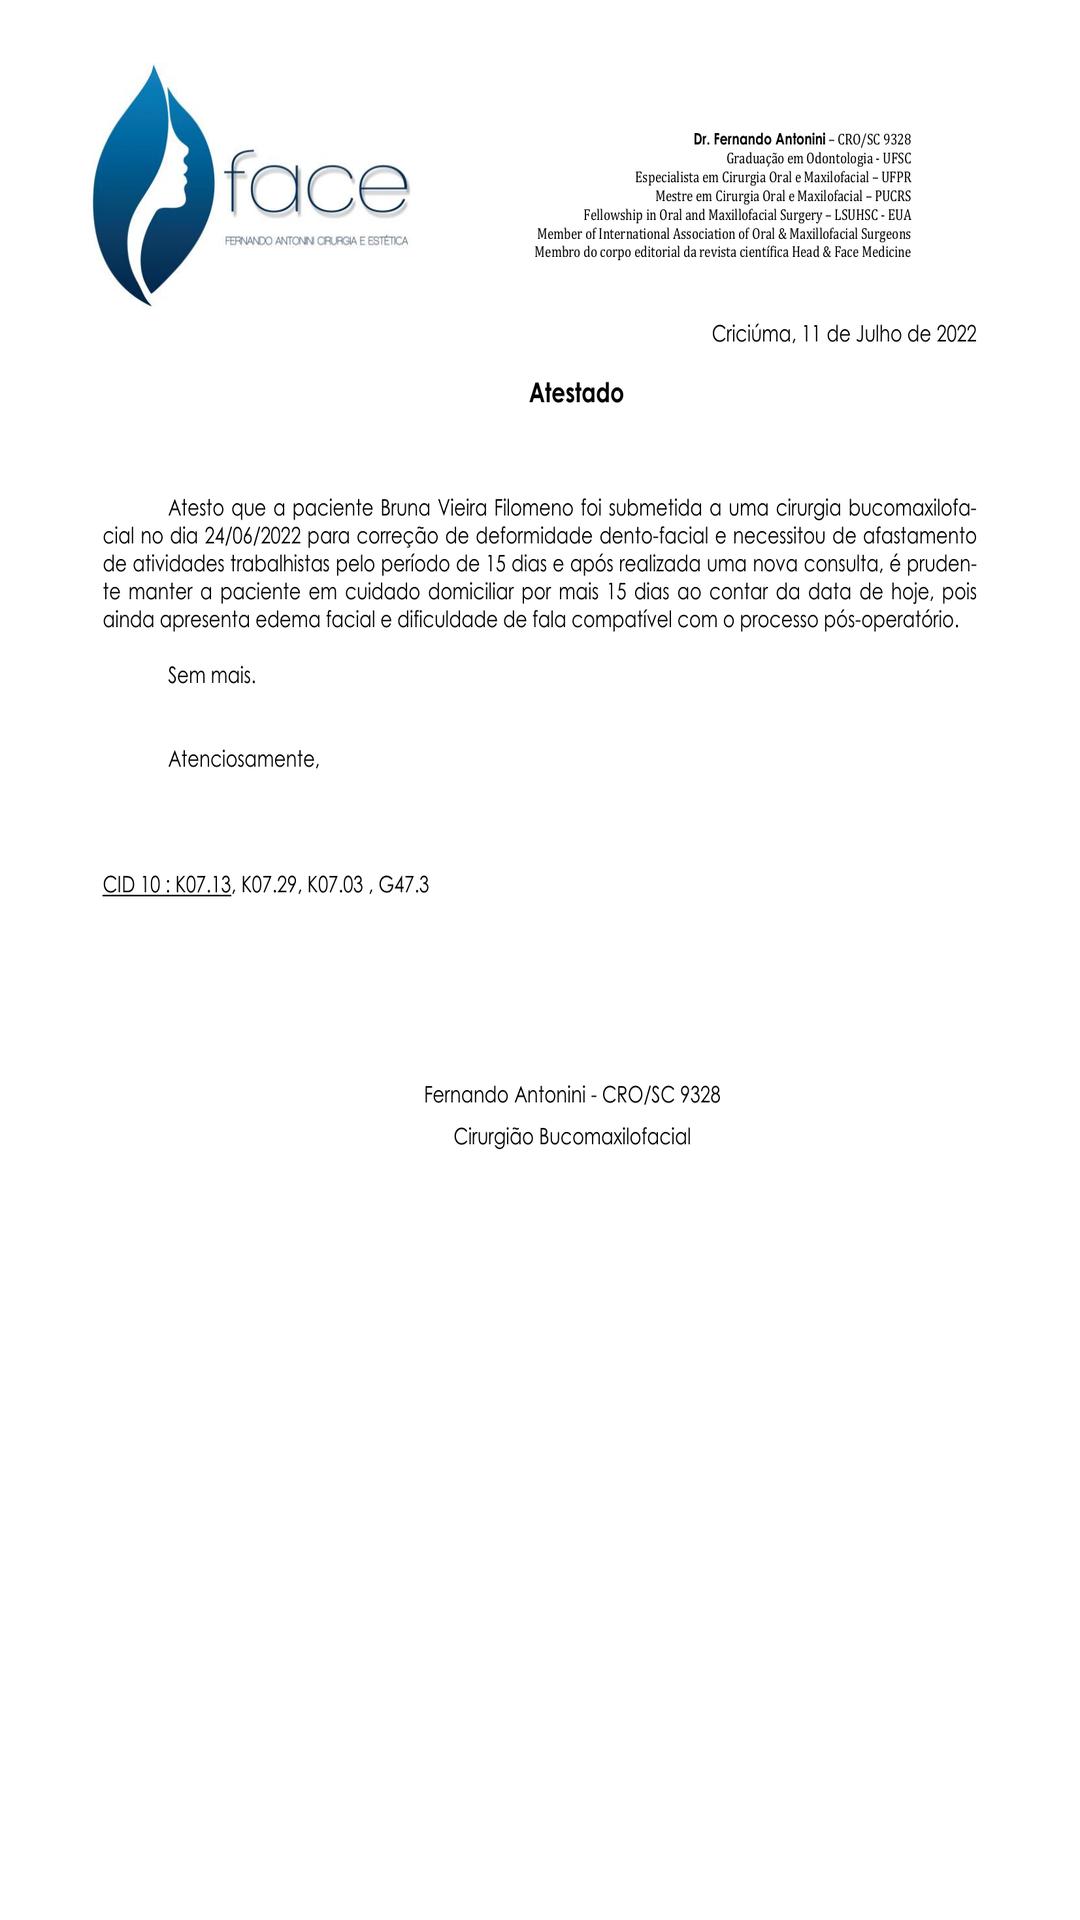 face
FERNANDO ANTONINI CIRURGIA E ESTÉTICA
Dr. Fernando Antonini – CRO/SC 9328
Graduação em Odontologia - UFSC
Especialista em Cirurgia Oral e Maxilofacial – UFPR
Mestre em Cirurgia Oral e Maxilofacial – PUCRS
Fellowship in Oral and Maxillofacial Surgery – LSUHSC - EUA
Member of International Association of Oral & Maxillofacial Surgeons
Membro do corpo editorial da revista científica Head & Face Medicine
Criciúma, 11 de Julho de 2022
Atestado
Atesto que a paciente Bruna Vieira Filomeno foi submetida a uma cirurgia bucomaxilofa-
cial no dia 24/06/2022 para correção de deformidade dento-facial e necessitou de afastamento
de atividades trabalhistas pelo período de 15 dias e após realizada uma nova consulta, é pruden-
te manter a paciente em cuidado domiciliar por mais 15 dias ao contar da data de hoje, pois
ainda apresenta edema facial e dificuldade de fala compatível com o processo pós-operatório.
Sem mais.
Atenciosamente,
CID 10 : K07.13, K07.29, K07.03 , G47.3
Fernando Antonini - CRO/SC 9328
Cirurgião Bucomaxilofacial